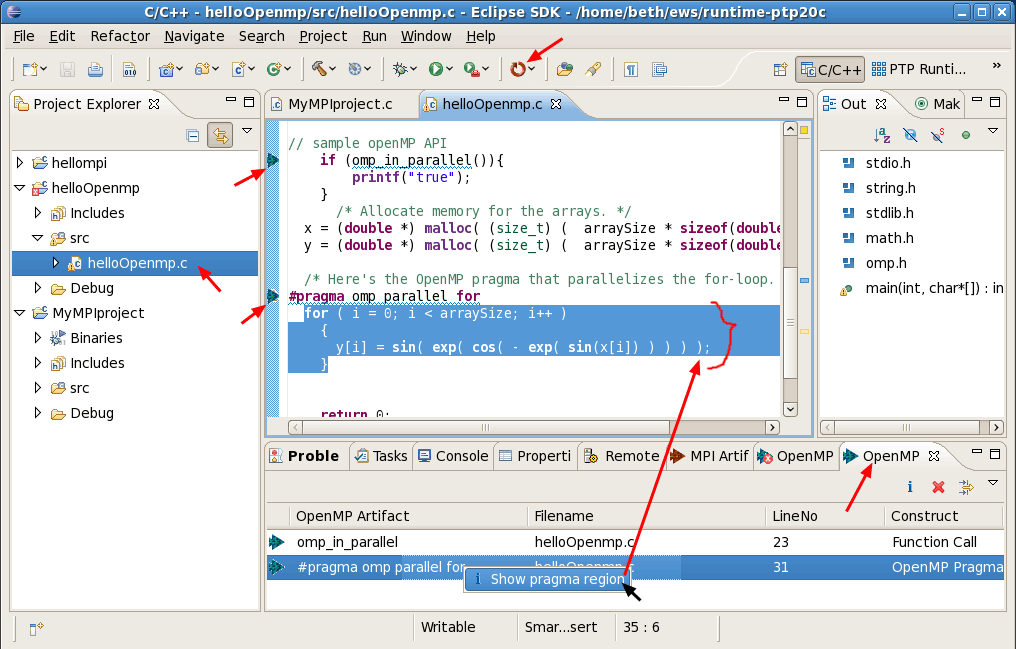 C/C++ - helloOpenmp/src/helloOpenmp.c - Eclipse SDK - /home/beth/ews/runtime-ptp20c
File Edit Refactor Navigate Search Project Run Window Help
010 C/C++ PTP Runti... »
Project Explorer
hellompi
helloOpenmp
Includes
src
helloOpenmp.c
Debug
MyMPIproject
Binaries
Includes
src
Debug
MyMPIproject.c helloOpenmp.c
// sample openMP API
if (omp_in_parallel()){
printf("true");
}
/* Allocate memory for the arrays. */
x = (double *) malloc( (size_t) ( arraySize * sizeof(double
y = (double *) malloc( (size_t) ( arraySize * sizeof(double
/* Here's the OpenMP pragma that parallelizes the for-loop.
#pragma omp parallel for
for ( i = 0; i < arraySize; i++ )
{
y[i] = sin( exp( cos( - exp( sin(x[i]) ) ) ) );
}
return 0;
Out Mak
stdio.h
string.h
stdlib.h
math.h
omp.h
main(int, char*[]) : in
Proble Tasks Console Properti Remote MPI Artif OpenMP OpenMP
OpenMP Artifact Filename LineNo Construct
omp_in_parallel helloOpenmp.c 23 Function Call
#pragma omp parallel for helloOpenmp.c 31 OpenMP Pragma
Show pragma region
Writable Smar...sert 35 : 6